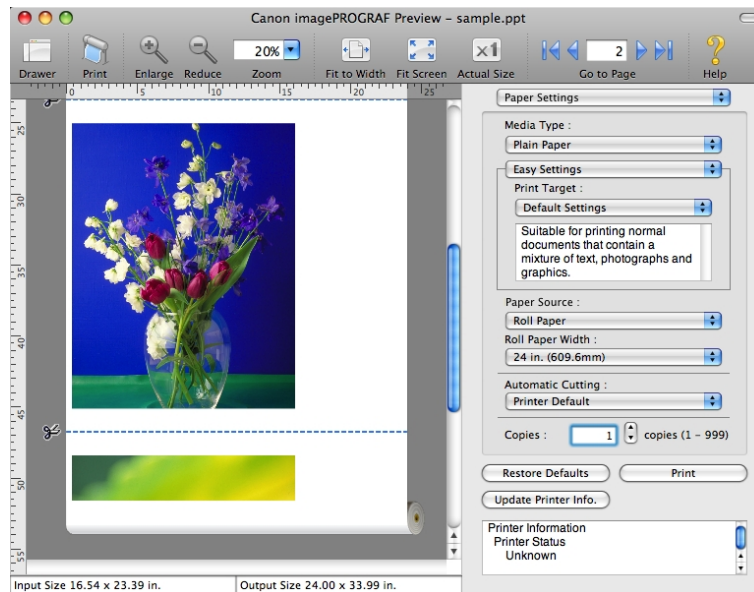 Canon imagePROGRAF Preview – sample.ppt
20%
2
Drawer Print Enlarge Reduce Zoom Fit to Width Fit Screen Actual Size Go to Page Help
0 5 10 15 20 25
25
30
35
40
45
50
55
Paper Settings
Media Type :
Plain Paper
Easy Settings
Print Target :
Default Settings
Suitable for printing normal
documents that contain a
mixture of text, photographs and
graphics.
Paper Source :
Roll Paper
Roll Paper Width :
24 in. (609.6mm)
Automatic Cutting :
Printer Default
Copies : 1 copies (1 – 999)
Restore Defaults Print
Update Printer Info.
Printer Information
Printer Status
Unknown
Input Size 16.54 x 23.39 in. Output Size 24.00 x 33.99 in.